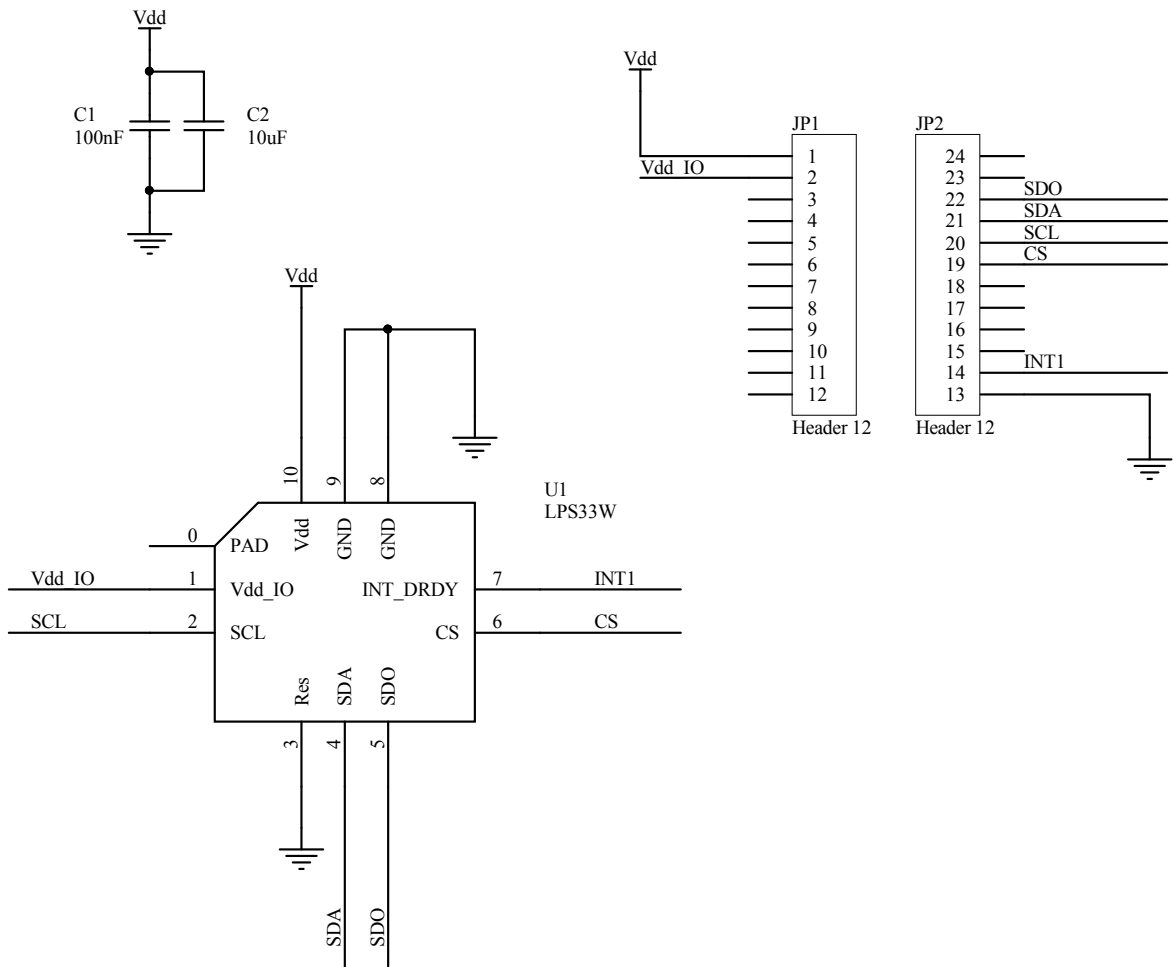 Vdd
C1
100nF
C2
10uF
Vdd
Vdd_IO
JP1
1
2
3
4
5
6
7
8
9
10
11
12
Header 12
JP2
24
23
22
21
20
19
18
17
16
15
14
13
Header 12
SDO
SDA
SCL
CS
INT1
Vdd
10
9
8
U1
LPS33W
0
PAD
Vdd
GND
GND
Vdd_IO
1
Vdd_IO
INT_DRDY
7
INT1
SCL
2
SCL
CS
6
CS
Res
SDA
SDO
3
4
5
SDA
SDO